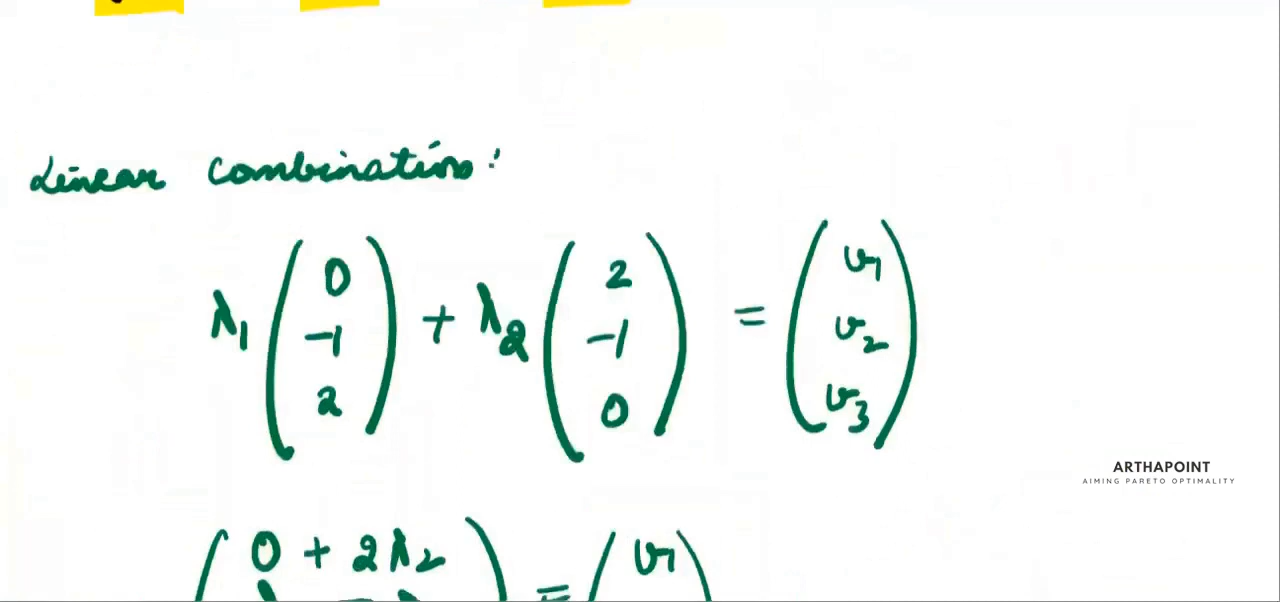 Linear combination:
λ₁ (0 -1 2) + λ₂ (2 -1 0) = (v₁ v₂ v₃)
ARTHAPOINT
AIMING PARETO OPTIMALITY
0 + 2λ₂ = v₁